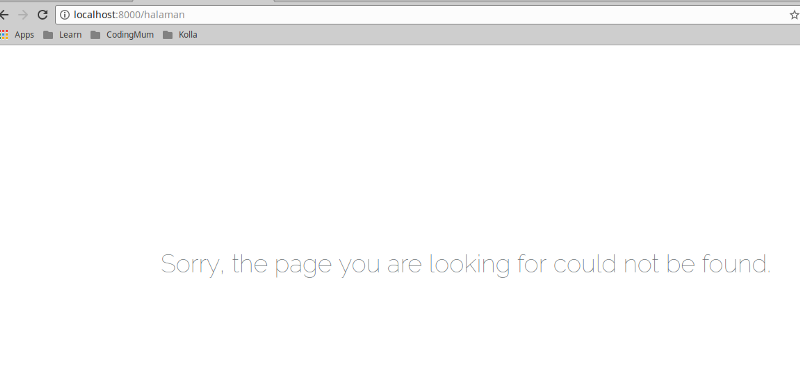 localhost:8000/halaman
Apps Learn CodingMum Kolla
Sorry, the page you are looking for could not be found.